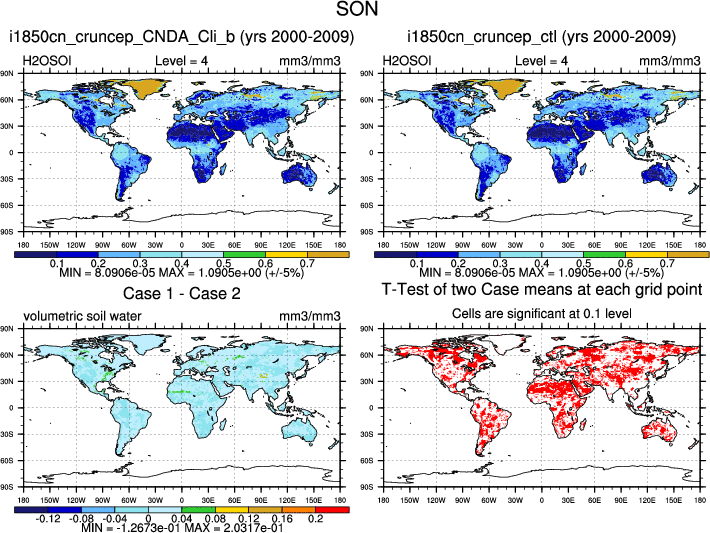 SON
i1850cn_cruncep_CNDA_Cli_b (yrs 2000-2009)
i1850cn_cruncep_ctl (yrs 2000-2009)
H2OSOI Level = 4 mm3/mm3
H2OSOI Level = 4 mm3/mm3
90N
60N
30N
0
30S
60S
90S
180 150W 120W 90W 60W 30W 0 30E 60E 90E 120E 150E 180
0.1 0.2 0.3 0.4 0.5 0.6 0.7
MIN = 8.0906e-05 MAX = 1.0905e+00 (+/-5%)
90N
60N
30N
0
30S
60S
90S
180 150W 120W 90W 60W 30W 0 30E 60E 90E 120E 150E 180
0.1 0.2 0.3 0.4 0.5 0.6 0.7
MIN = 8.0906e-05 MAX = 1.0905e+00 (+/-5%)
Case 1 - Case 2
T-Test of two Case means at each grid point
volumetric soil water mm3/mm3
Cells are significant at 0.1 level
90N
60N
30N
0
30S
60S
90S
180 150W 120W 90W 60W 30W 0 30E 60E 90E 120E 150E 180
-0.12 -0.08 -0.04 0 0.04 0.08 0.12 0.16 0.2
MIN = -1.2673e-01 MAX = 2.0317e-01
90N
60N
30N
0
30S
60S
90S
180 150W 120W 90W 60W 30W 0 30E 60E 90E 120E 150E 180